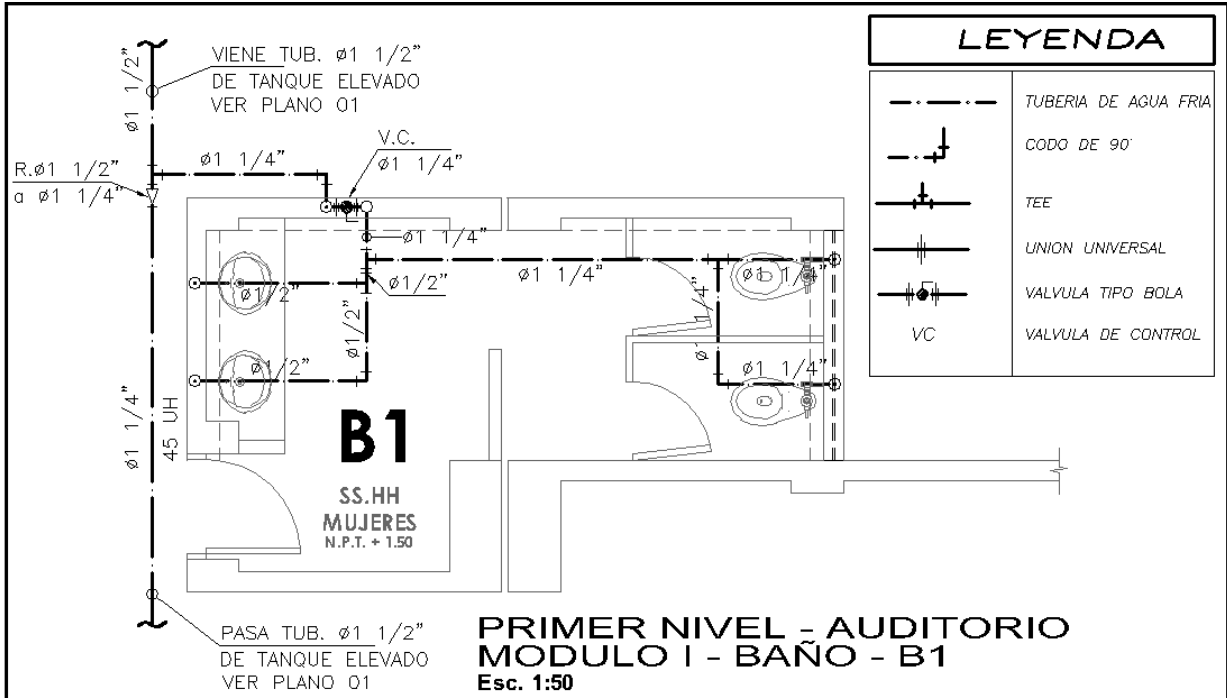 LEYENDA
TUBERIA DE AGUA FRIA
CODO DE 90°
TEE
UNION UNIVERSAL
VALVULA TIPO BOLA
VC
VALVULA DE CONTROL
VIENE TUB. ø1 1/2”
DE TANQUE ELEVADO
VER PLANO 01
ø1 1/2”
R.ø1 1/2”
a ø1 1/4”
ø1 1/4”
V.C.
ø1 1/4”
ø1 1/4”
ø1/2”
ø1 1/4”
ø1 1/4”
ø1/2”
ø1/2”
ø1/2”
ø1 1/4”
ø1 1/4”
ø1 1/4”
45 UH
B1
SS.HH
MUJERES
N.P.T. + 1.50
PASA TUB. ø1 1/2”
DE TANQUE ELEVADO
VER PLANO 01
PRIMER NIVEL - AUDITORIO
MODULO I - BAÑO - B1
Esc. 1:50